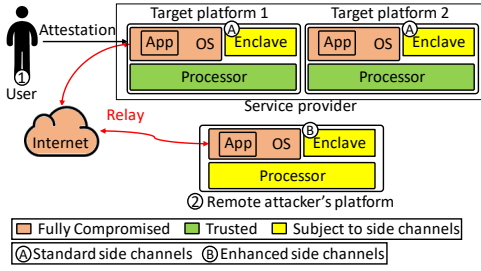 Target platform 1 Target platform 2
Attestation
App OS Ⓐ Enclave App OS Ⓐ Enclave
Processor Processor
① User
Service provider
Relay
Internet
App OS Ⓑ Enclave
Processor
② Remote attacker's platform
Fully Compromised Trusted Subject to side channels
Ⓐ Standard side channels Ⓑ Enhanced side channels